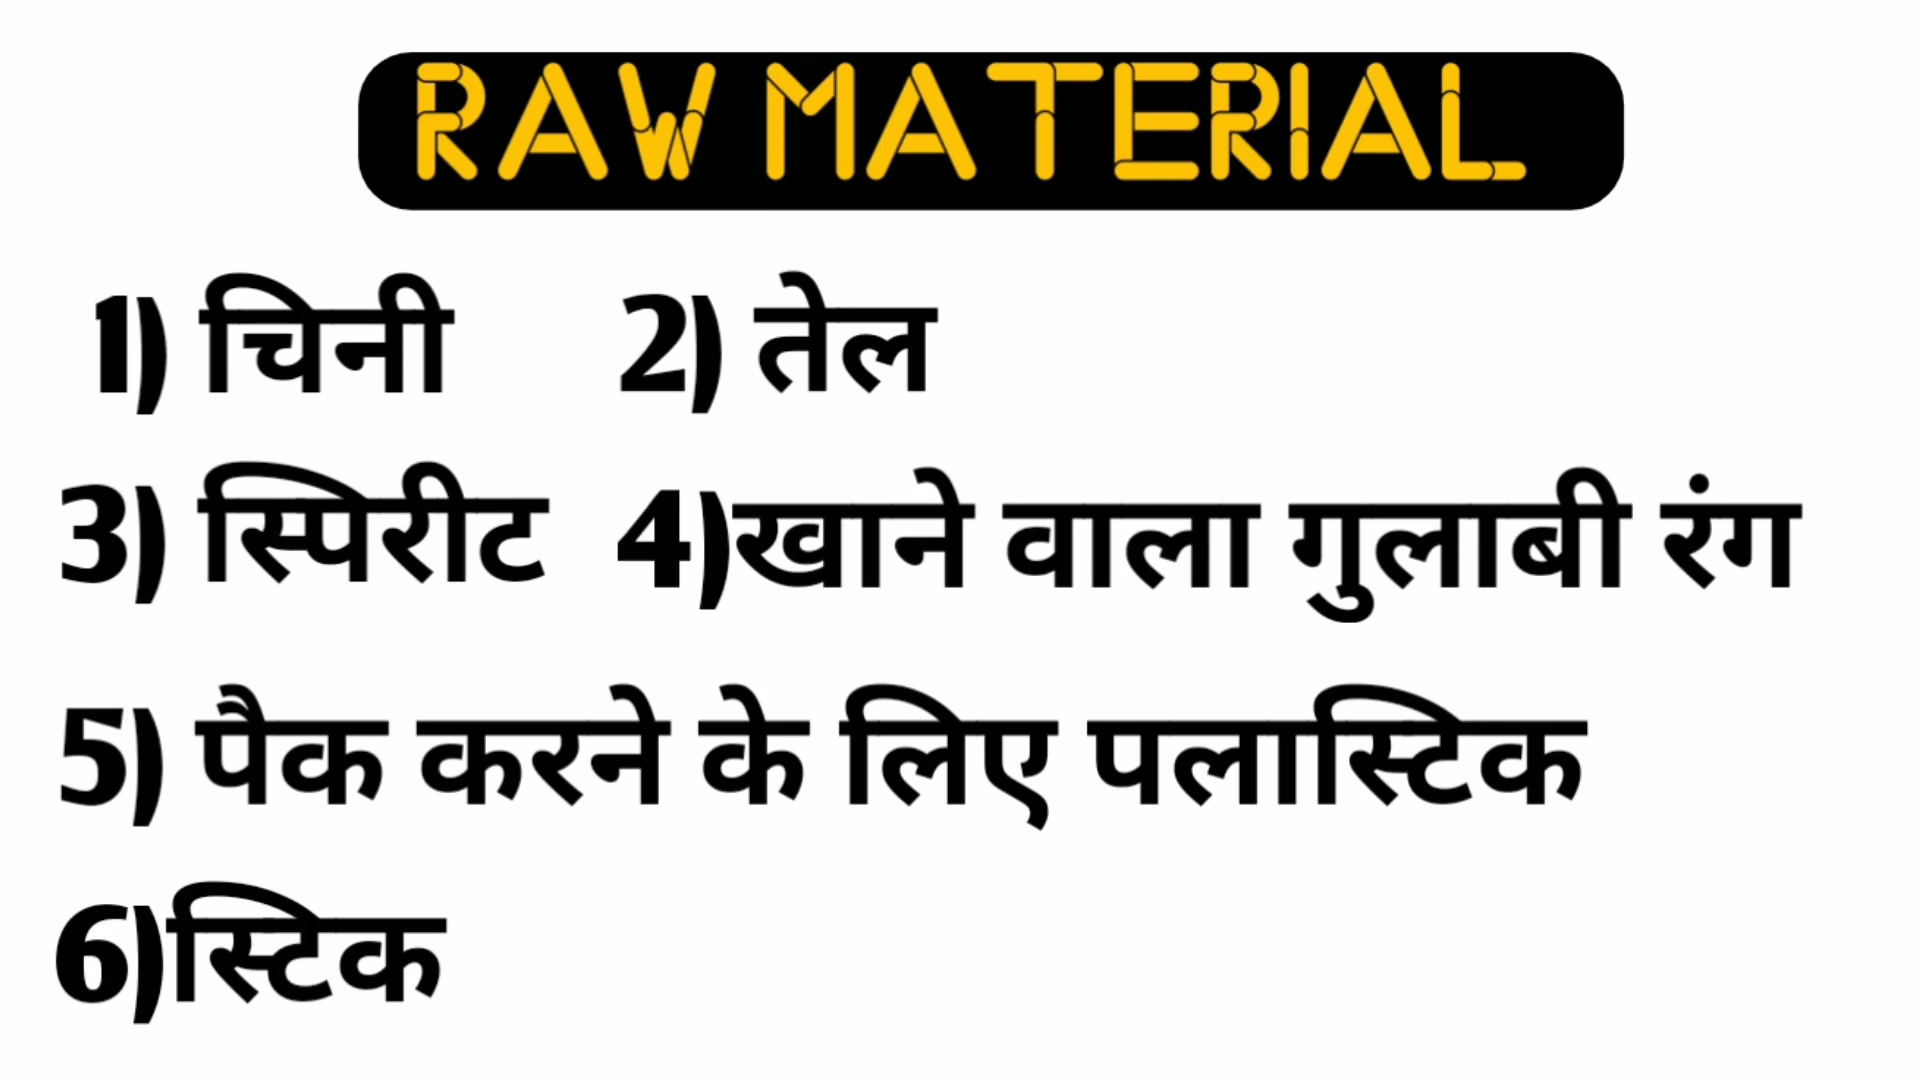 RAW MATERIAL
1) चिनी 2) तेल
3) स्पिरीट 4)खाने वाला गुलाबी रंग
5) पैक करने के लिए पलास्टिक
6)स्टिक